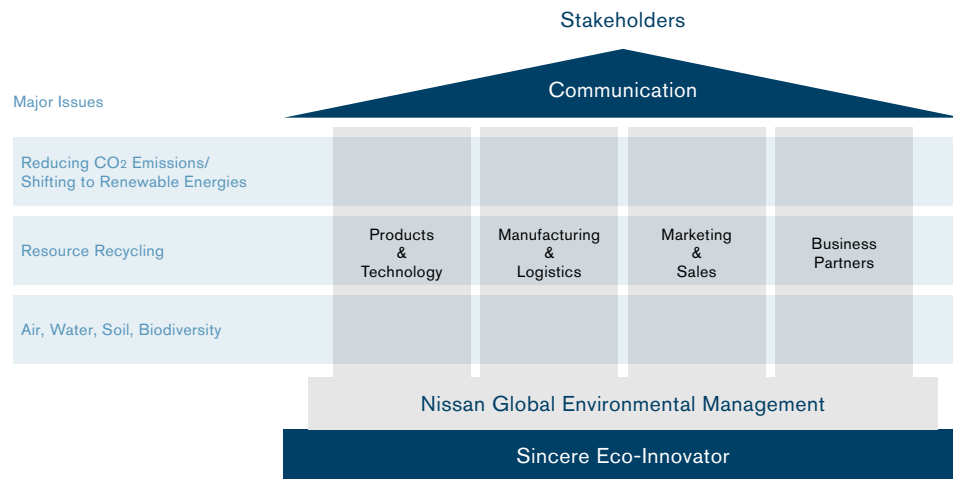 Stakeholders
Communication
Major Issues
Reducing CO2 Emissions/
Shifting to Renewable Energies
Resource Recycling
Products
&
Technology
Manufacturing
&
Logistics
Marketing
&
Sales
Business
Partners
Air, Water, Soil, Biodiversity
Nissan Global Environmental Management
Sincere Eco-Innovator